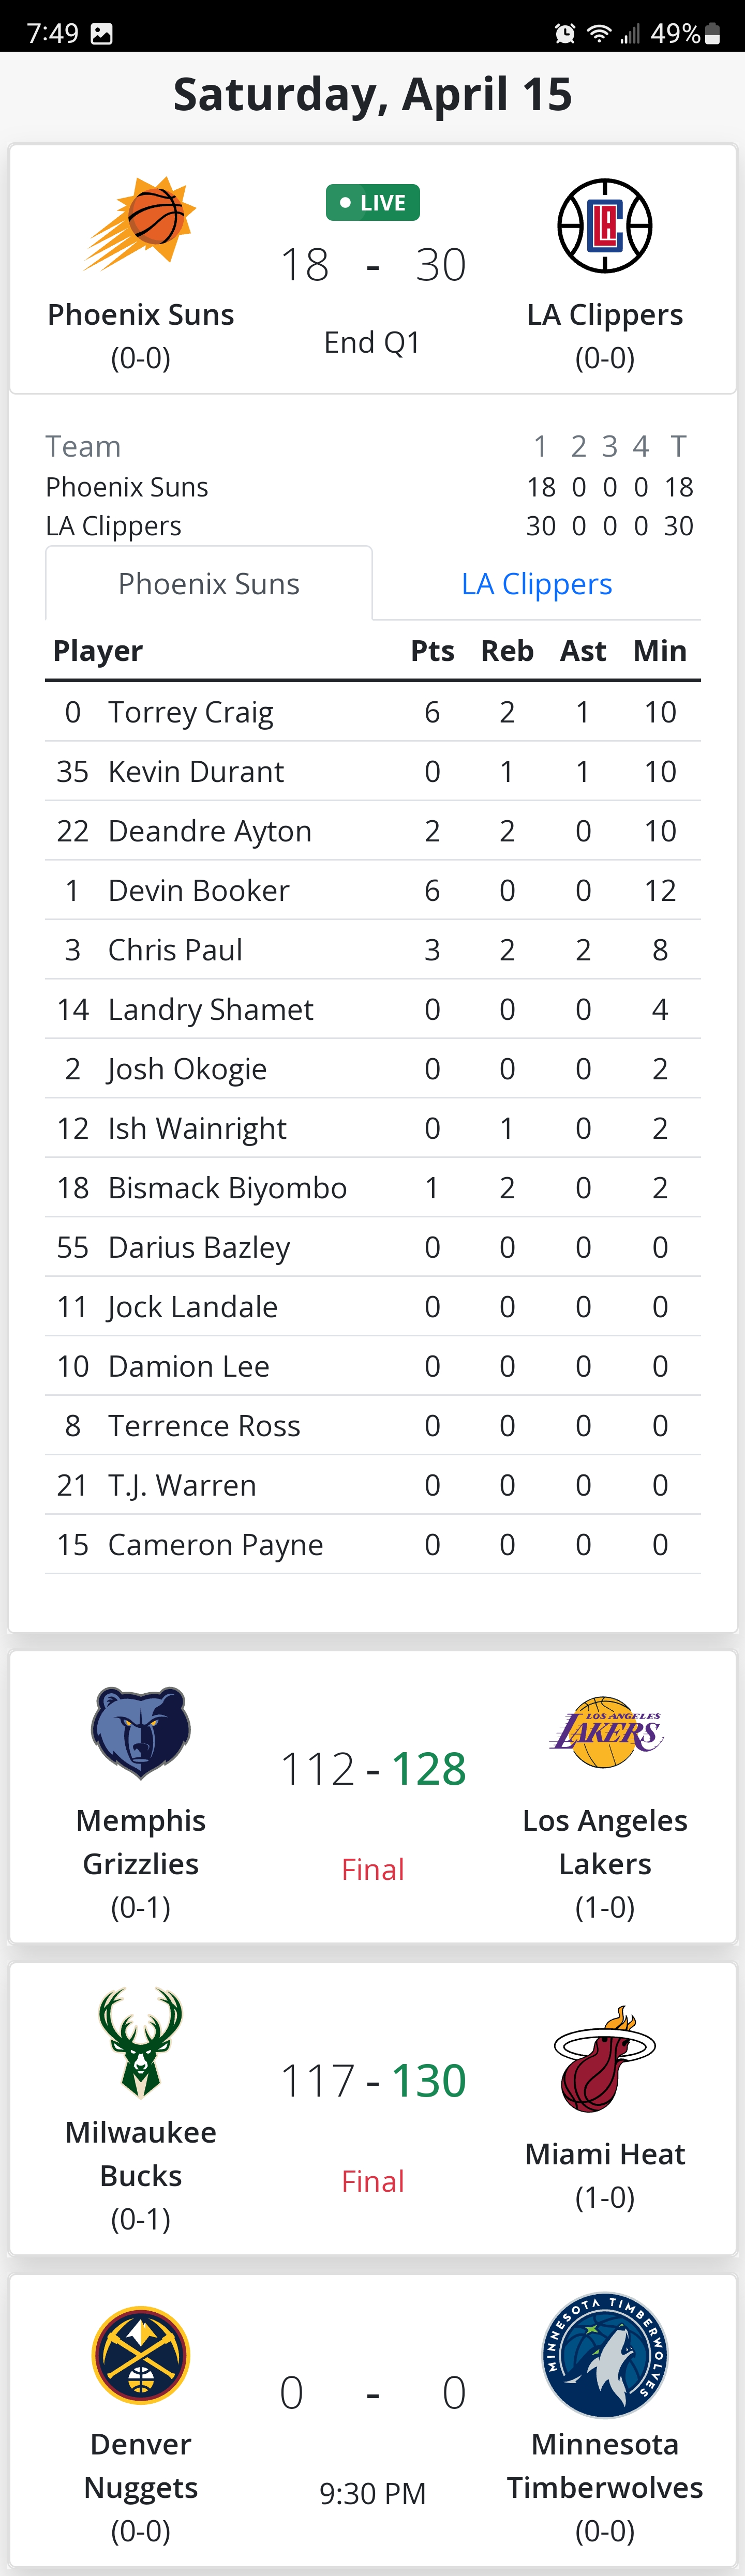 7:49 49%
Saturday, April 15
LIVE
18 - 30
Phoenix Suns
(0-0)
End Q1
LA Clippers
(0-0)
Team 1 2 3 4 T
Phoenix Suns 18 0 0 0 18
LA Clippers 30 0 0 0 30
Phoenix Suns LA Clippers
Player Pts Reb Ast Min
0 Torrey Craig 6 2 1 10
35 Kevin Durant 0 1 1 10
22 Deandre Ayton 2 2 0 10
1 Devin Booker 6 0 0 12
3 Chris Paul 3 2 2 8
14 Landry Shamet 0 0 0 4
2 Josh Okogie 0 0 0 2
12 Ish Wainright 0 1 0 2
18 Bismack Biyombo 1 2 0 2
55 Darius Bazley 0 0 0 0
11 Jock Landale 0 0 0 0
10 Damion Lee 0 0 0 0
8 Terrence Ross 0 0 0 0
21 T.J. Warren 0 0 0 0
15 Cameron Payne 0 0 0 0
LOS ANGELES
LAKERS
112 - 128
Memphis
Grizzlies
(0-1)
Final
Los Angeles
Lakers
(1-0)
117 - 130
Milwaukee
Bucks
(0-1)
Final
Miami Heat
(1-0)
MINNESOTA TIMBERWOLVES
0 - 0
Denver
Nuggets
(0-0)
9:30 PM
Minnesota
Timberwolves
(0-0)